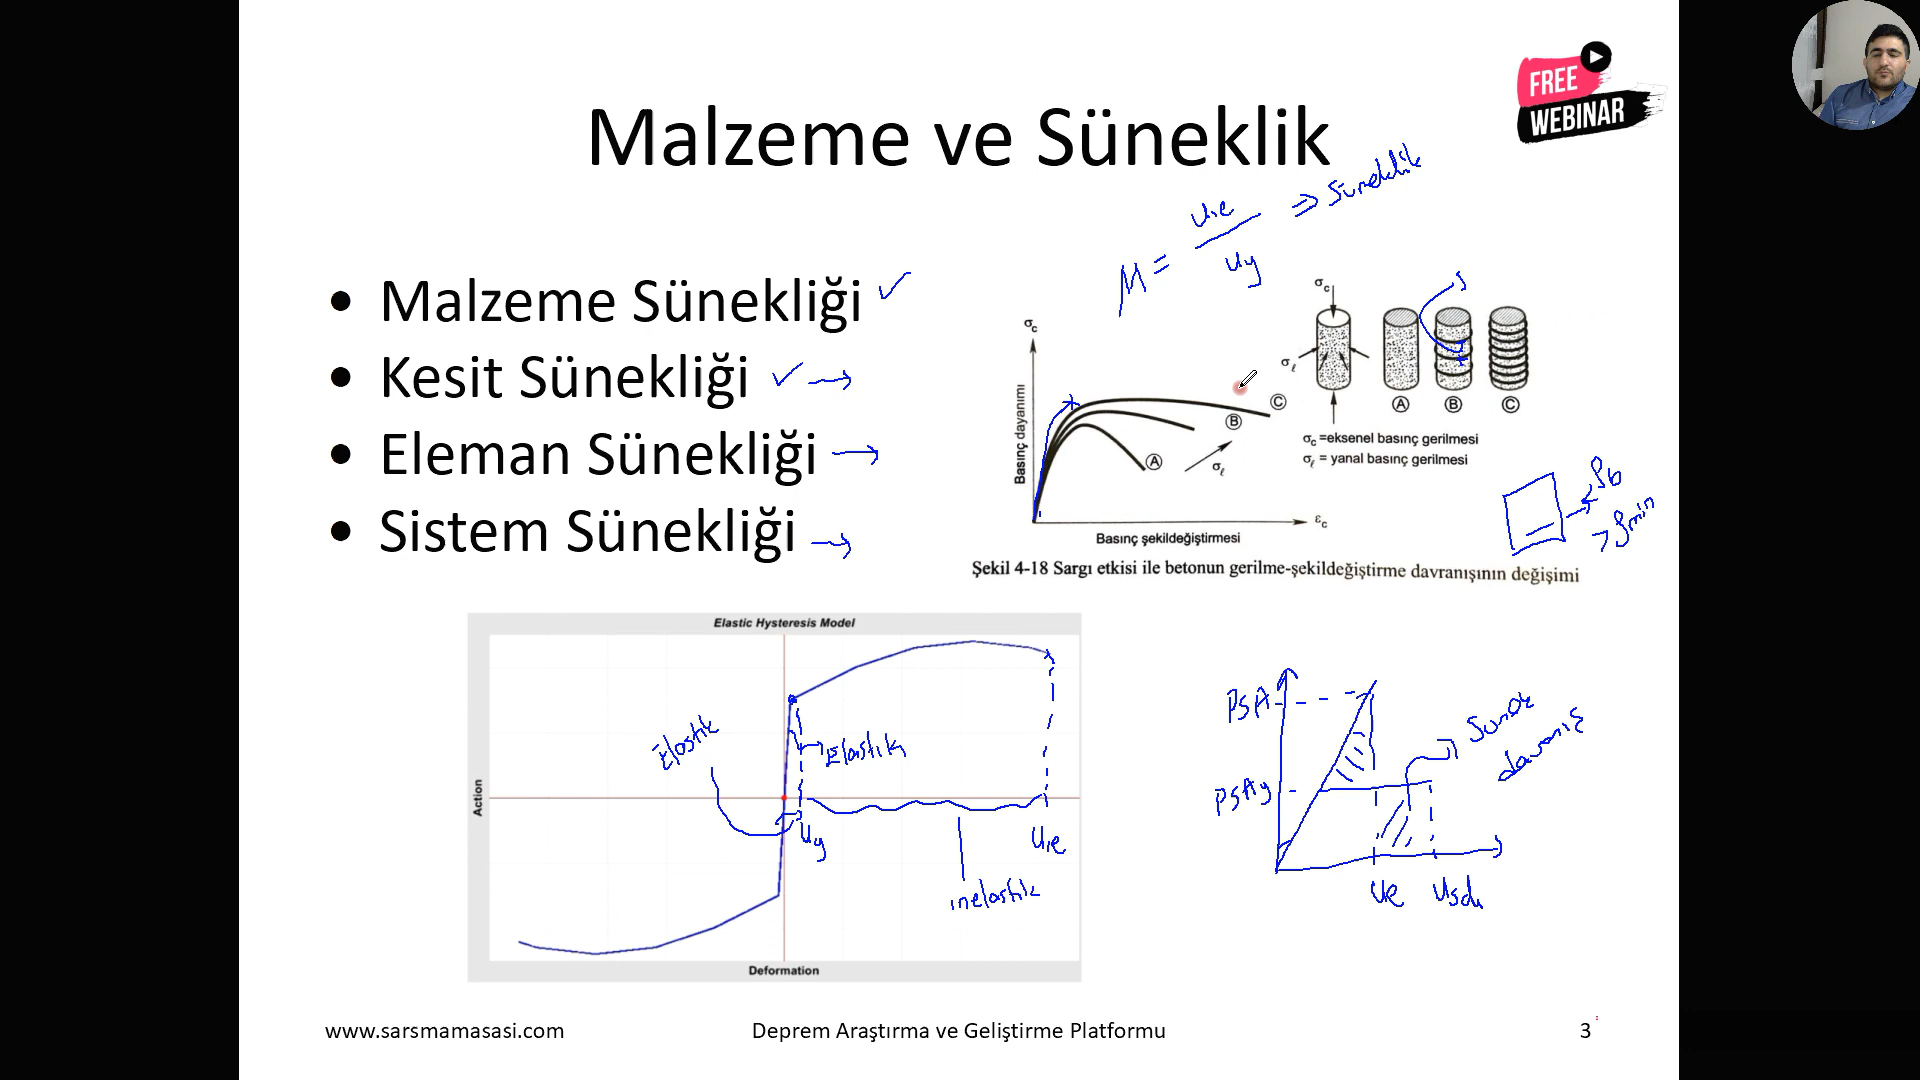 FREE
WEBINAR
Malzeme ve Süneklik
M = Uie / Uy ⇒ Süneklik
• Malzeme Sünekliği ✓
• Kesit Sünekliği ✓ →
• Eleman Sünekliği →
• Sistem Sünekliği →
σc
Basınç dayanımı
A
B
C
σℓ
εc
Basınç şekildeğiştirmesi
σc
σℓ
A B C
σc =eksenel basınç gerilmesi
σℓ = yanal basınç gerilmesi
Şekil 4-18 Sargı etkisi ile betonun gerilme-şekildeğiştirme davranışının değişimi
> ρmin
Elastic Hysteresis Model
Action
Elastik
Elastik
Uy
Uie
inelastik
Deformation
PSA
PSAy
Sünek
davranış
Ue
www.sarsmamasasi.com
Deprem Araştırma ve Geliştirme Platformu
3